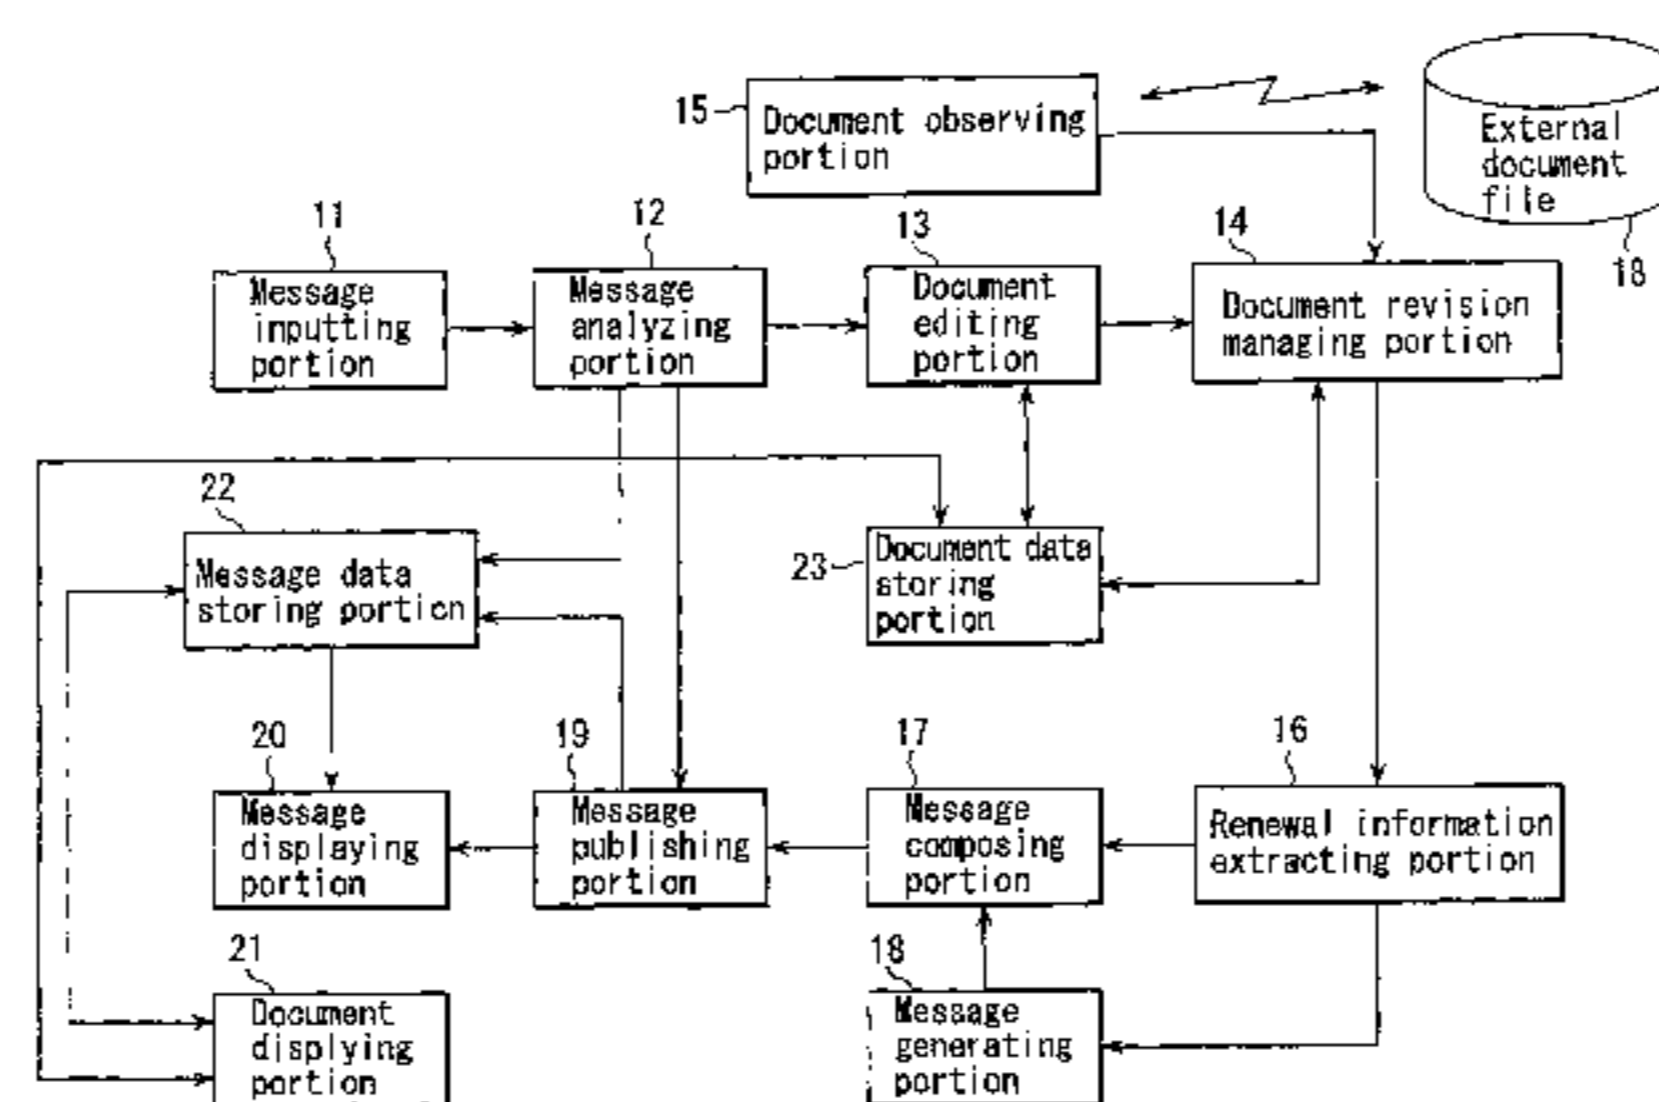 15
Document observing
portion
External
document
file
18
11
Message
inputting
portion
12
Message
analyzing
portion
13
Document
editing
portion
14
Document revision
managing portion
22
Message data
storing portion
23
Document data
storing
portion
20
Message
displaying
portion
19
Message
publishing
portion
17
Message
composing
portion
16
Renewal information
extracting portion
21
Document
displying
portion
18
Message
generating
portion